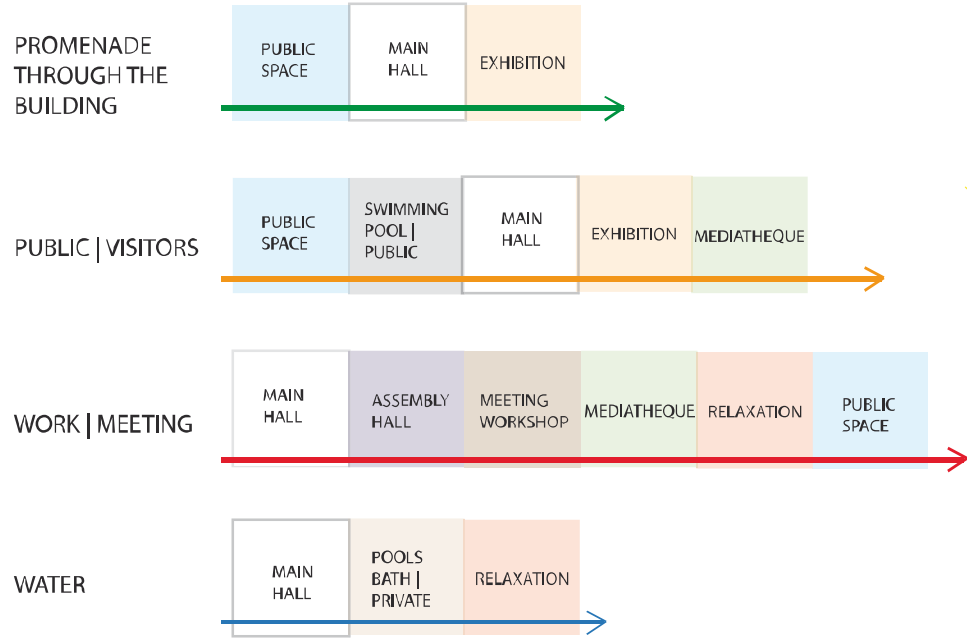 PROMENADE
THROUGH THE
BUILDING
PUBLIC
SPACE
MAIN
HALL
EXHIBITION
PUBLIC | VISITORS
PUBLIC
SPACE
SWIMMING
POOL |
PUBLIC
MAIN
HALL
EXHIBITION
MEDIATHEQUE
WORK | MEETING
MAIN
HALL
ASSEMBLY
HALL
MEETING
WORKSHOP
MEDIATHEQUE
RELAXATION
PUBLIC
SPACE
WATER
MAIN
HALL
POOLS
BATH |
PRIVATE
RELAXATION